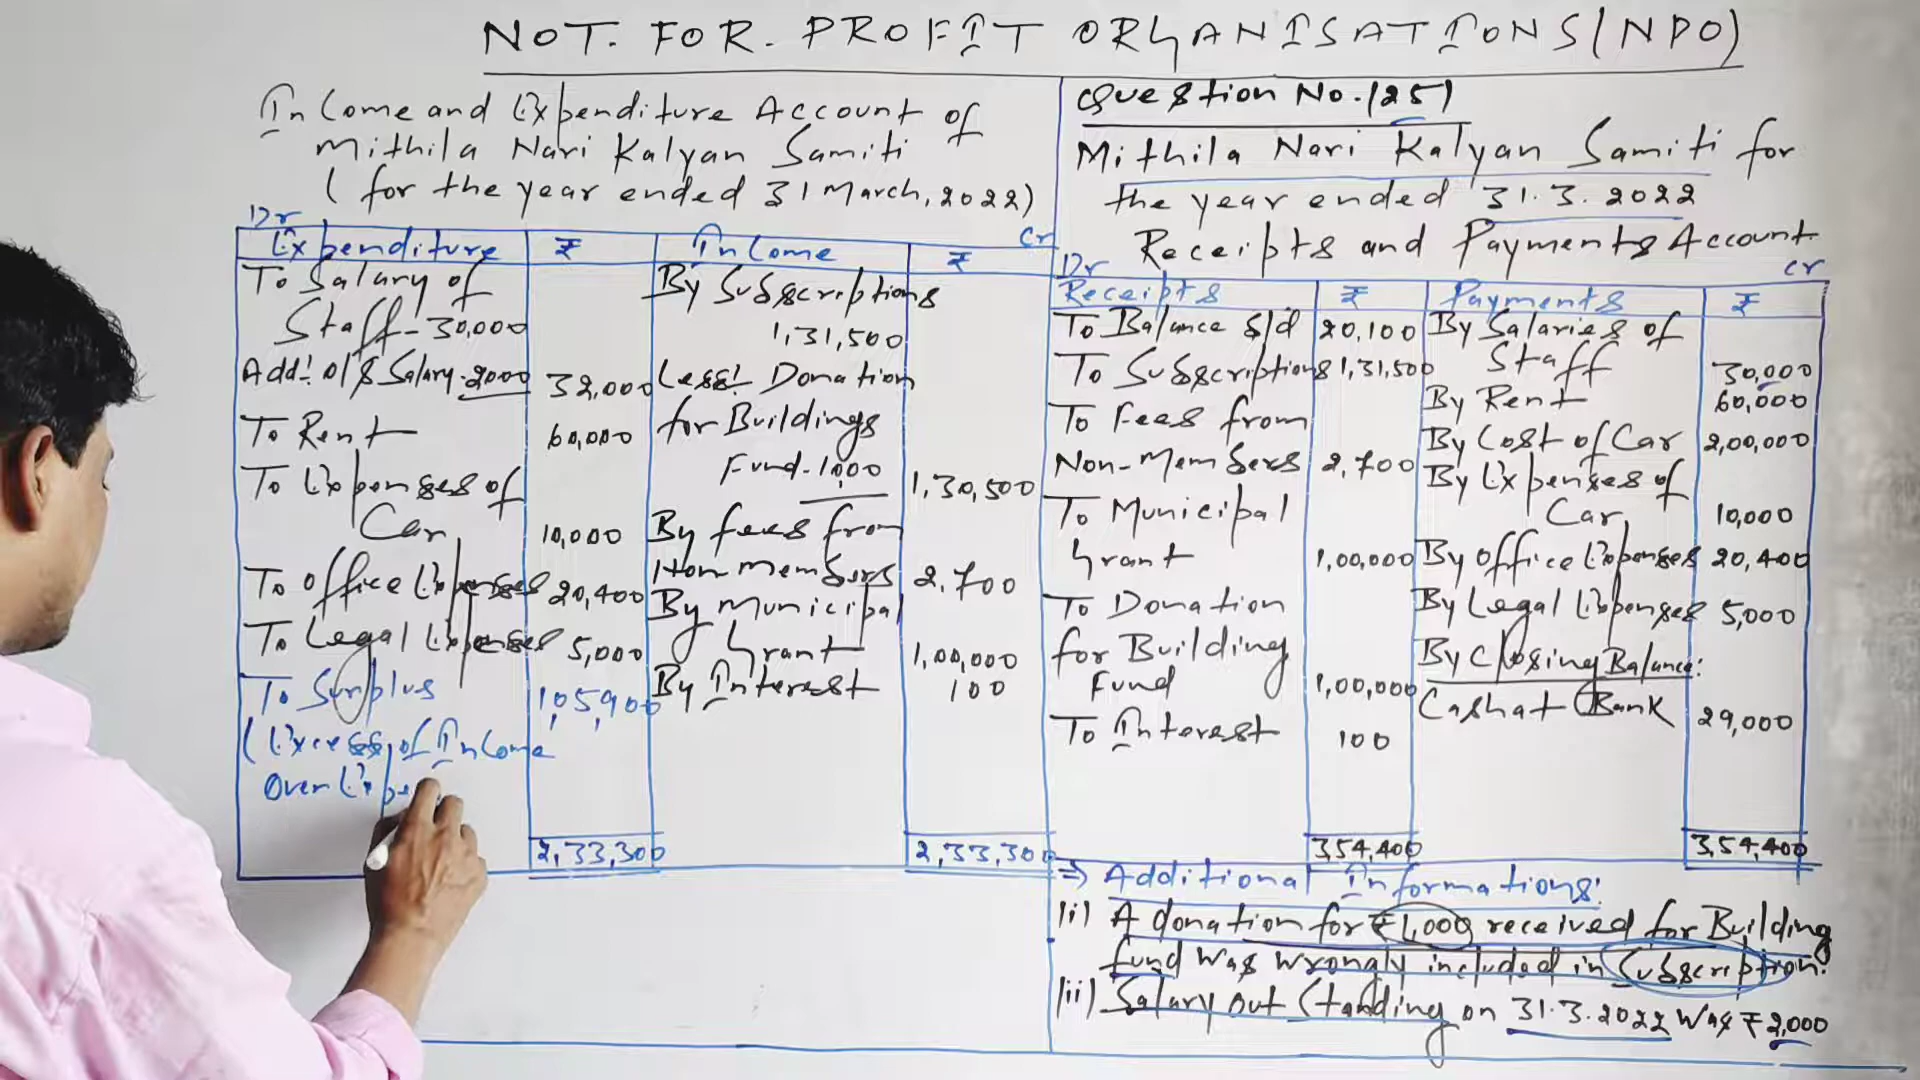 NOT. FOR. PROFIT ORGANISATIONS (NPO)
Income and Expenditure Account of
Mithila Nari Kalyan Samiti
(for the year ended 31 March, 2022)
Dr
Cr
Expenditure ₹ Income ₹
To Salary of
Staff - 30,000
Add: O/S Salary - 2000 32,000
To Rent 60,000
To Expenses of
Car 10,000
To Office Expenses 20,400
To Legal Expenses 5,000
To Surplus 1,05,900
(Excess of Income
Over Expe
2,33,300
By Subscriptions
1,31,500
Less: Donation
for Buildings
Fund - 1,000 1,30,500
By fees from
Non members 2,700
By Municipal
Grant 1,00,000
By Interest 100
2,33,300
Question No. (25)
Mithila Nari Kalyan Samiti for
the year ended 31.3.2022
Receipts and Payments Account
Dr
Cr
Receipts ₹ Payments ₹
To Balance b/d 20,100
To Subscriptions 1,31,500
To Fees from
Non-Members 2,700
To Municipal
Grant 1,00,000
To Donation
for Building
Fund 1,00,000
To Interest 100
3,54,400
By Salaries of
Staff 30,000
By Rent 60,000
By Cost of Car 2,00,000
By Expenses of
Car 10,000
By Office Expenses 20,400
By Legal Expenses 5,000
By Closing Balance:
Cash at Bank 29,000
3,54,400
⇒ Additional Informations:
(i) A donation for ₹1,000 received for Building
fund was wrongly included in Subscription.
(ii) Salary out standing on 31.3.2022 was ₹2,000